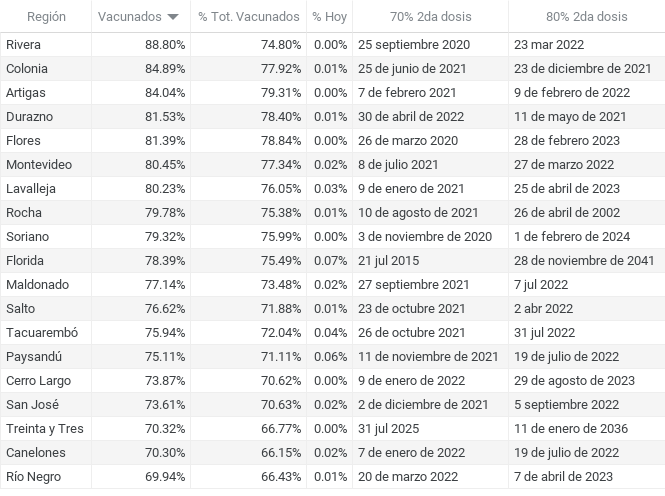 Región Vacunados % Tot. Vacunados % Hoy 70% 2da dosis 80% 2da dosis
Rivera 88.80% 74.80% 0.00% 25 septiembre 2020 23 mar 2022
Colonia 84.89% 77.92% 0.01% 25 de junio de 2021 23 de diciembre de 2021
Artigas 84.04% 79.31% 0.00% 7 de febrero 2021 9 de febrero de 2022
Durazno 81.53% 78.40% 0.01% 30 de abril de 2022 11 de mayo de 2021
Flores 81.39% 78.84% 0.00% 26 de marzo 2020 28 de febrero 2023
Montevideo 80.45% 77.34% 0.02% 8 de julio 2021 27 de marzo 2022
Lavalleja 80.23% 76.05% 0.03% 9 de enero de 2021 25 de abril de 2023
Rocha 79.78% 75.38% 0.01% 10 de agosto de 2021 26 de abril de 2002
Soriano 79.32% 75.99% 0.00% 3 de noviembre de 2020 1 de febrero de 2024
Florida 78.39% 75.49% 0.07% 21 jul 2015 28 de noviembre de 2041
Maldonado 77.14% 73.48% 0.02% 27 septiembre 2021 7 jul 2022
Salto 76.62% 71.88% 0.01% 23 de octubre 2021 2 abr 2022
Tacuarembó 75.94% 72.04% 0.04% 26 de octubre 2021 31 jul 2022
Paysandú 75.11% 71.11% 0.06% 11 de noviembre de 2021 19 de julio de 2022
Cerro Largo 73.87% 70.62% 0.00% 9 de enero de 2022 29 de agosto de 2023
San José 73.61% 70.63% 0.02% 2 de diciembre de 2021 5 septiembre 2022
Treinta y Tres 70.32% 66.77% 0.00% 31 jul 2025 11 de enero de 2036
Canelones 70.30% 66.15% 0.02% 7 de enero de 2022 19 de julio de 2022
Río Negro 69.94% 66.43% 0.01% 20 de marzo 2022 7 de abril de 2023